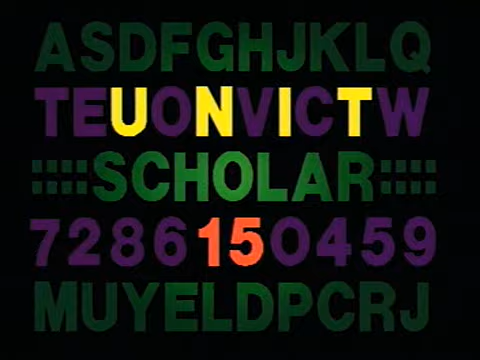 ASDFGHJKLQ
TEUONVICTW
::::SCHOLAR::::
7286150459
MUYELDPCRJ